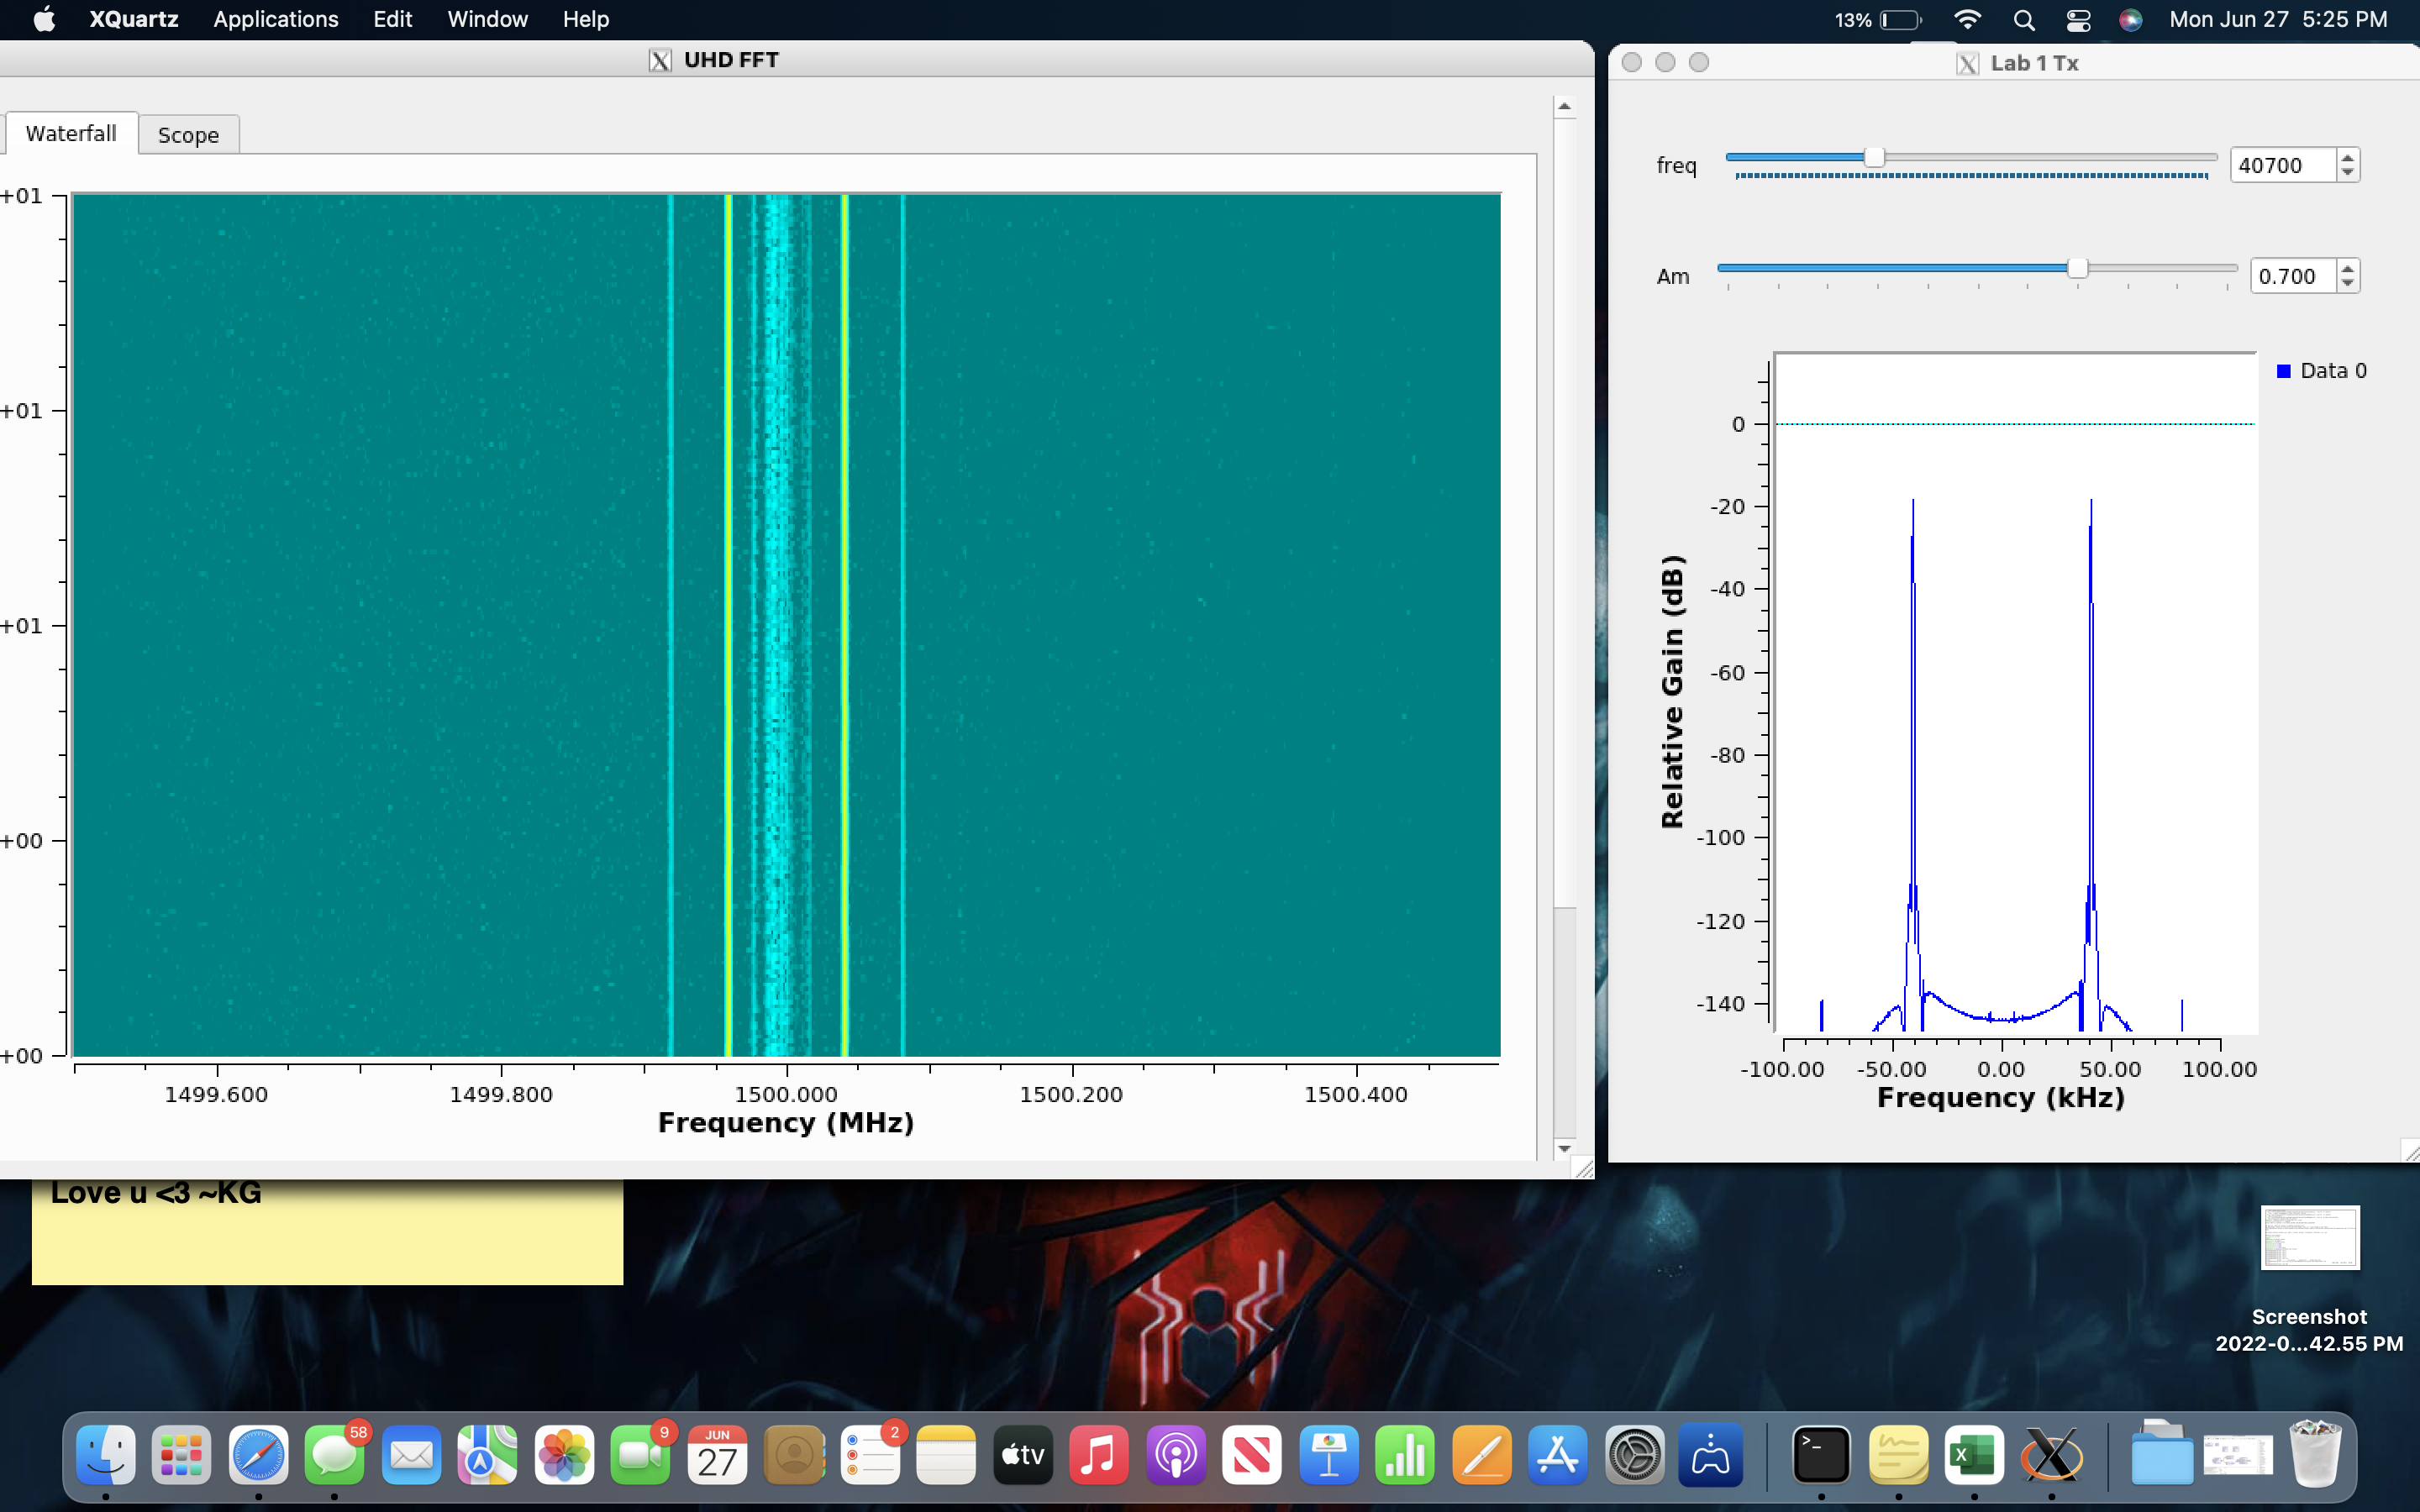 XQuartz Applications Edit Window Help 13% Mon Jun 27 5:25 PM
UHD FFT
Waterfall Scope
+01
+01
+01
+00
+00
1499.600 1499.800 1500.000 1500.200 1500.400
Frequency (MHz)
Lab 1 Tx
freq 40700
Am 0.700
Data 0
0
-20
-40
-60
-80
-100
-120
-140
Relative Gain (dB)
-100.00 -50.00 0.00 50.00 100.00
Frequency (kHz)
Love u <3 ~KG
Screenshot
2022-0...42.55 PM
58
9
JUN
27
2
tv